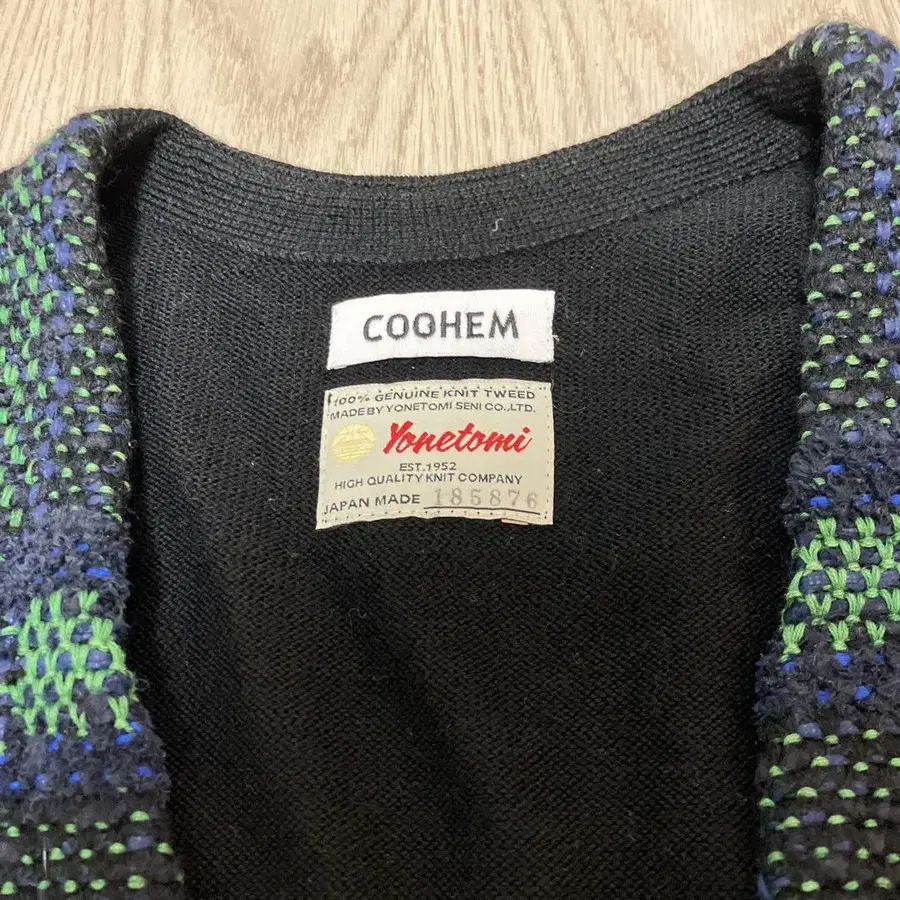 COOHEM
100% GENUINE KNIT TWEED
MADE BY YONETOMI SENI CO.,LTD.
Yonetomi
EST.1952
HIGH QUALITY KNIT COMPANY
JAPAN MADE 185876